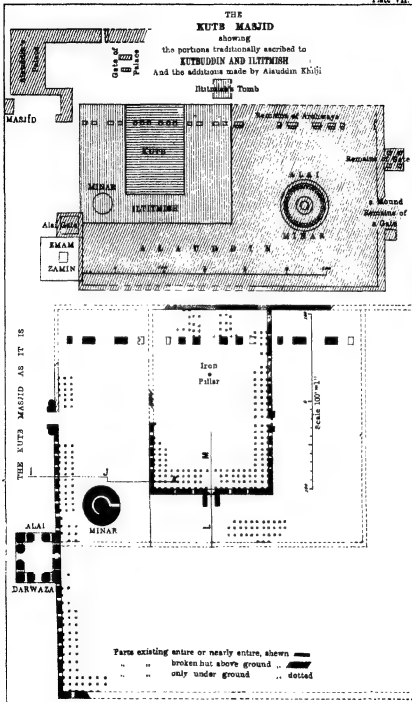 Plate VII.
THE
KUTB MASJID
showing
the portions traditionally ascribed to
KUTBUDDIN AND ILTITMISH
And the additions made by Alauddin Khilji
Alauddin's
Palace
Gate of
Palace
Iltitmish's Tomb
MASJID
Remains of Archways
Kutb
Remains of Gate
MINAR
ALAI
MINAR
ILTITMISH
a Mound
Remains of
a Gate
Alai Gate
EMAM
ZAMIN
ALAUDDIN
THE KUTB MASJID AS IT IS
Iron
Pillar
Scale 100'=1"
I
J
K
M
L
MINAR
ALAI
DARWAZA
Parts existing entire or nearly entire, shewn
„ „ broken but above ground „
„ „ only under ground „ dotted